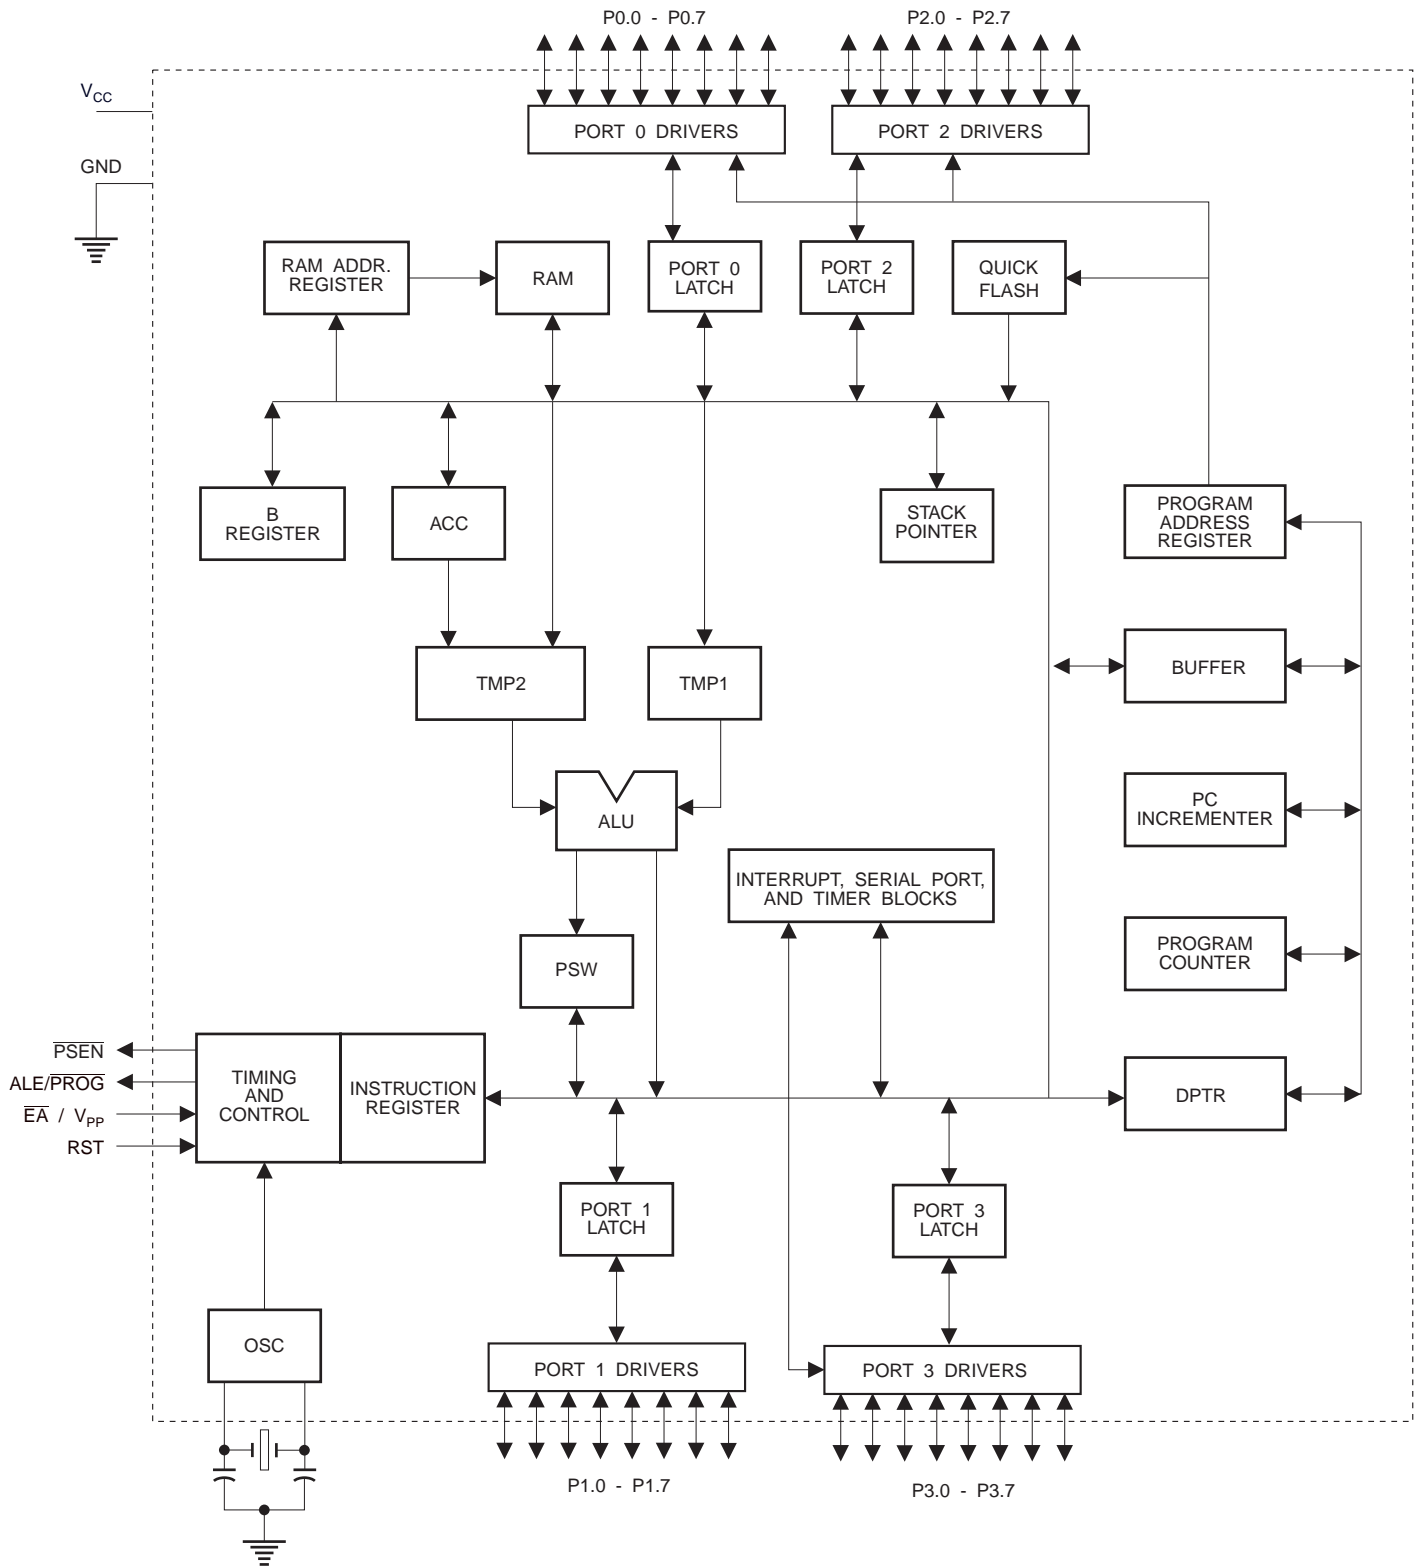 P0.0 - P0.7
P2.0 - P2.7
VCC
PORT 0 DRIVERS
PORT 2 DRIVERS
GND
RAM ADDR.
REGISTER
RAM
PORT 0
LATCH
PORT 2
LATCH
QUICK
FLASH
B
REGISTER
ACC
STACK
POINTER
PROGRAM
ADDRESS
REGISTER
TMP2
TMP1
BUFFER
ALU
PC
INCREMENTER
INTERRUPT, SERIAL PORT,
AND TIMER BLOCKS
PSW
PROGRAM
COUNTER
PSEN
ALE/PROG
EA / VPP
RST
TIMING
AND
CONTROL
INSTRUCTION
REGISTER
DPTR
PORT 1
LATCH
PORT 3
LATCH
OSC
PORT 1 DRIVERS
PORT 3 DRIVERS
P1.0 - P1.7
P3.0 - P3.7